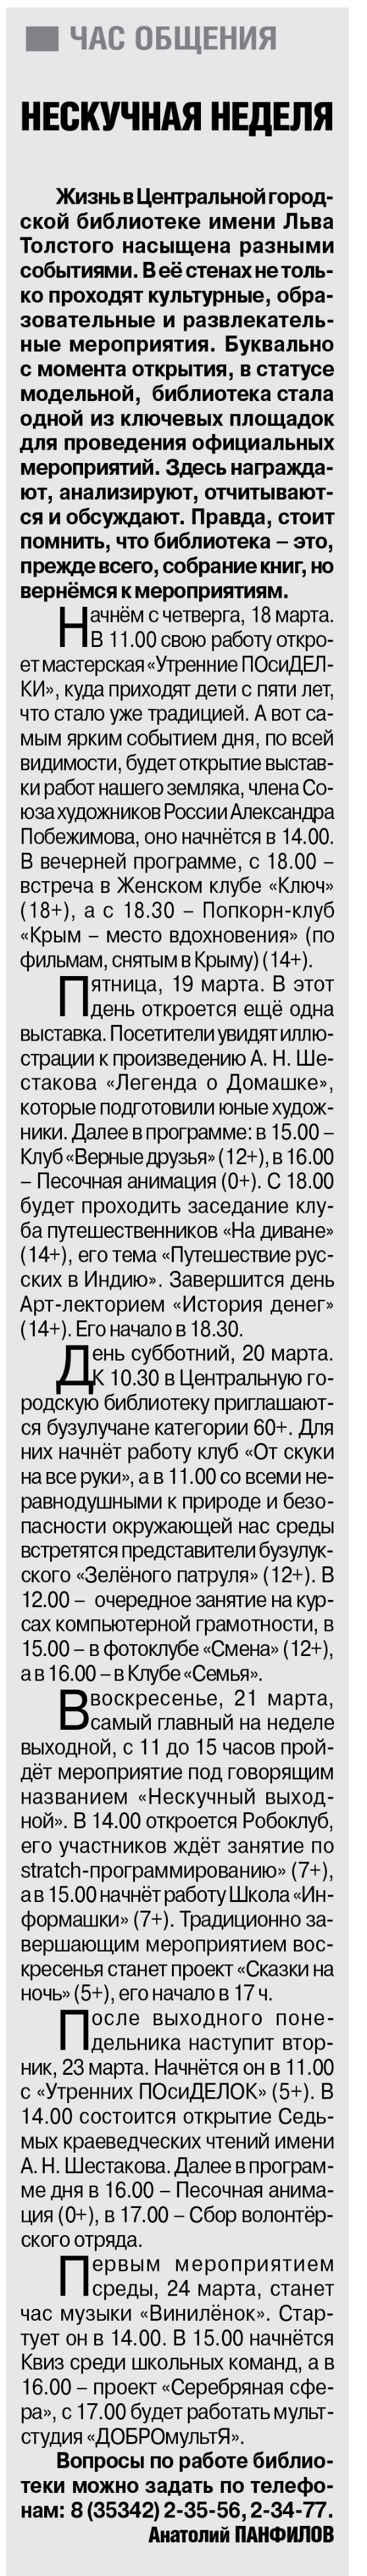 ЧАС ОБЩЕНИЯ
НЕСКУЧНАЯ НЕДЕЛЯ
Жизнь в Центральной город-
ской библиотеке имени Льва
Толстого насыщена разными
событиями. В её стенах не толь-
ко проходят культурные, обра-
зовательные и развлекатель-
ные мероприятия. Буквально
с момента открытия, в статусе
модельной, библиотека стала
одной из ключевых площадок
для проведения официальных
мероприятий. Здесь награжда-
ют, анализируют, отчитывают-
ся и обсуждают. Правда, стоит
помнить, что библиотека – это,
прежде всего, собрание книг, но
вернёмся к мероприятиям.
Начнём с четверга, 18 марта.
В 11.00 свою работу откро-
ет мастерская «Утренние ПОсиДЕЛ-
КИ», куда приходят дети с пяти лет,
что стало уже традицией. А вот са-
мым ярким событием дня, по всей
видимости, будет открытие выстав-
ки работ нашего земляка, члена Со-
юза художников России Александра
Побежимова, оно начнётся в 14.00.
В вечерней программе, с 18.00 –
встреча в Женском клубе «Ключ»
(18+), а с 18.30 – Попкорн-клуб
«Крым – место вдохновения» (по
фильмам, снятым в Крыму) (14+).
Пятница, 19 марта. В этот
день откроется ещё одна
выставка. Посетители увидят иллю-
страции к произведению А. Н. Ше-
стакова «Легенда о Домашке»,
которые подготовили юные худож-
ники. Далее в программе: в 15.00 –
Клуб «Верные друзья» (12+), в 16.00
– Песочная анимация (0+). С 18.00
будет проходить заседание клу-
ба путешественников «На диване»
(14+), его тема «Путешествие рус-
ских в Индию». Завершится день
Арт-лекторием «История денег»
(14+). Его начало в 18.30.
День субботний, 20 марта.
К 10.30 в Центральную го-
родскую библиотеку приглашают-
ся бузулучане категории 60+. Для
них начнёт работу клуб «От скуки
на все руки», а в 11.00 со всеми не-
равнодушными к природе и безо-
пасности окружающей нас среды
встретятся представители бузулук-
ского «Зелёного патруля» (12+). В
12.00 – очередное занятие на кур-
сах компьютерной грамотности, в
15.00 – в фотоклубе «Смена» (12+),
а в 16.00 – в Клубе «Семья».
В воскресенье, 21 марта,
самый главный на неделе
выходной, с 11 до 15 часов прой-
дёт мероприятие под говорящим
названием «Нескучный выход-
ной». В 14.00 откроется Робоклуб,
его участников ждёт занятие по
stratch-программированию» (7+),
а в 15.00 начнёт работу Школа «Ин-
формашки» (7+). Традиционно за-
вершающим мероприятием вос-
кресенья станет проект «Сказки на
ночь» (5+), его начало в 17 ч.
После выходного поне-
дельника наступит втор-
ник, 23 марта. Начнётся он в 11.00
с «Утренних ПОсиДЕЛОК» (5+). В
14.00 состоится открытие Седь-
мых краеведческих чтений имени
А. Н. Шестакова. Далее в програм-
ме дня в 16.00 – Песочная анима-
ция (0+), в 17.00 – Сбор волонтёр-
ского отряда.
Первым мероприятием
среды, 24 марта, станет
час музыки «Винилёнок». Стар-
тует он в 14.00. В 15.00 начнётся
Квиз среди школьных команд, а в
16.00 – проект «Серебряная сфе-
ра», с 17.00 будет работать мульт-
студия «ДОБРОмультЯ».
Вопросы по работе библио-
теки можно задать по телефо-
нам: 8 (35342) 2-35-56, 2-34-77.
Анатолий ПАНФИЛОВ